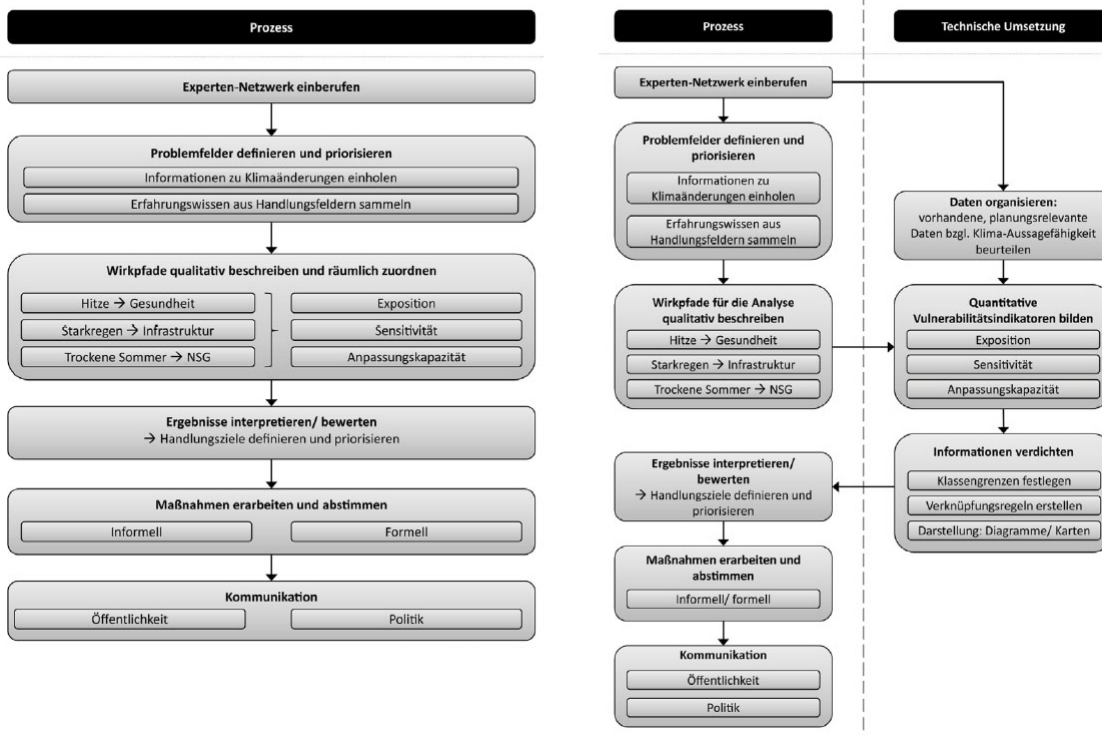 Prozess
Experten-Netzwerk einberufen
Problemfelder definieren und priorisieren
Informationen zu Klimaänderungen einholen
Erfahrungswissen aus Handlungsfeldern sammeln
Wirkpfade qualitativ beschreiben und räumlich zuordnen
Hitze → Gesundheit
Exposition
Starkregen → Infrastruktur
Sensitivität
Trockene Sommer → NSG
Anpassungskapazität
Ergebnisse interpretieren/ bewerten
→ Handlungsziele definieren und priorisieren
Maßnahmen erarbeiten und abstimmen
Informell
Formell
Kommunikation
Öffentlichkeit
Politik
Prozess
Technische Umsetzung
Experten-Netzwerk einberufen
Problemfelder definieren und
priorisieren
Informationen zu
Klimaänderungen einholen
Erfahrungswissen aus
Handlungsfeldern sammeln
Daten organisieren:
vorhandene, planungsrelevante
Daten bzgl. Klima-Aussagefähigkeit
beurteilen
Wirkpfade für die Analyse
qualitativ beschreiben
Hitze → Gesundheit
Starkregen → Infrastruktur
Trockene Sommer → NSG
Quantitative
Vulnerabilitätsindikatoren bilden
Exposition
Sensitivität
Anpassungskapazität
Informationen verdichten
Klassengrenzen festlegen
Verknüpfungsregeln erstellen
Darstellung: Diagramme/ Karten
Ergebnisse interpretieren/
bewerten
→ Handlungsziele definieren und
priorisieren
Maßnahmen erarbeiten und
abstimmen
Informell/ formell
Kommunikation
Öffentlichkeit
Politik